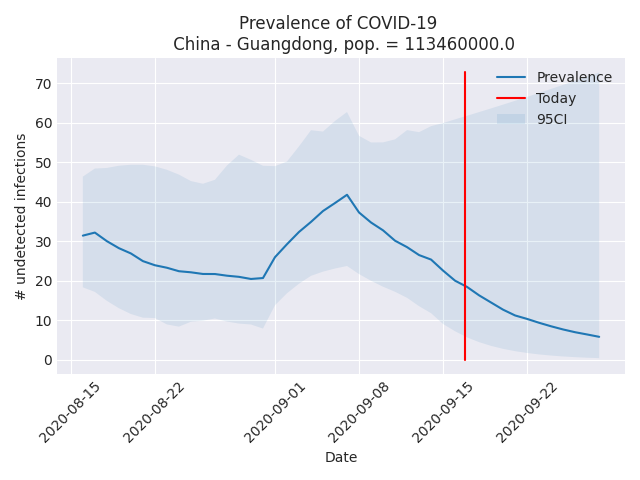 Prevalence of COVID-19
China - Guangdong, pop. = 113460000.0
# undetected infections
70
60
50
40
30
20
10
0
Prevalence
Today
95CI
2020-08-15
2020-08-22
2020-09-01
2020-09-08
2020-09-15
2020-09-22
Date